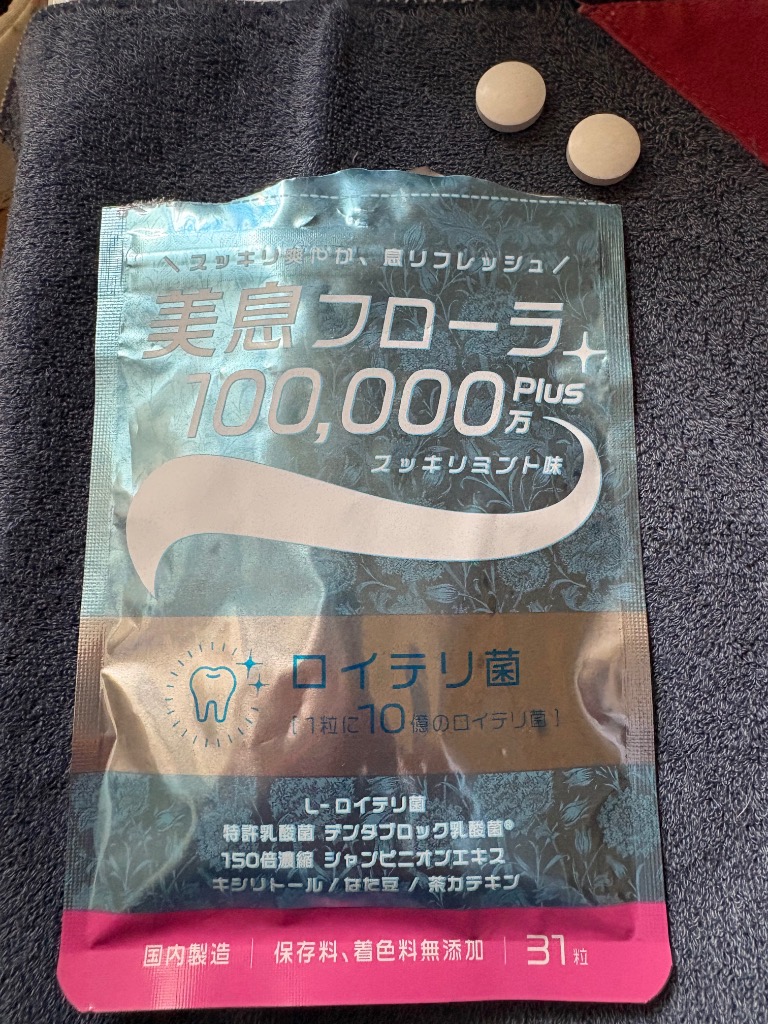 \スッキリ爽やか、息リフレッシュ/
美息フローラ
100,000万Plus
スッキリミント味
ロイテリ菌
[1粒に10億のロイテリ菌]
L-ロイテリ菌
特許乳酸菌 デンタブロック乳酸菌®
150倍濃縮 シャンピニオンエキス
キシリトール/なた豆/茶カテキン
国内製造|保存料、着色料無添加|31粒